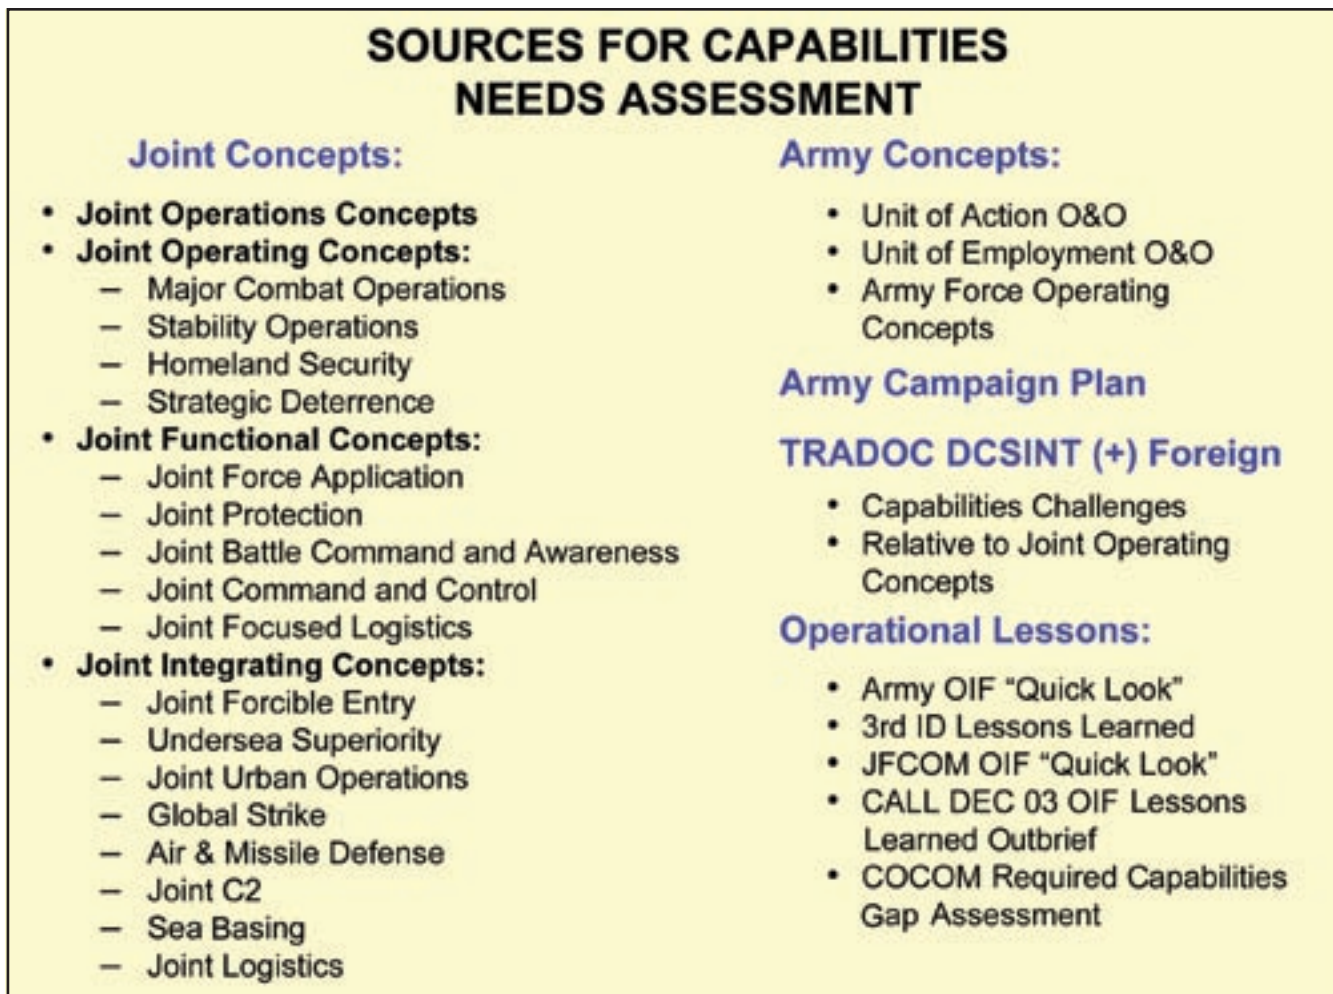 SOURCES FOR CAPABILITIES
NEEDS ASSESSMENT
Joint Concepts:
• Joint Operations Concepts
• Joint Operating Concepts:
– Major Combat Operations
– Stability Operations
– Homeland Security
– Strategic Deterrence
• Joint Functional Concepts:
– Joint Force Application
– Joint Protection
– Joint Battle Command and Awareness
– Joint Command and Control
– Joint Focused Logistics
• Joint Integrating Concepts:
– Joint Forcible Entry
– Undersea Superiority
– Joint Urban Operations
– Global Strike
– Air & Missile Defense
– Joint C2
– Sea Basing
– Joint Logistics
Army Concepts:
• Unit of Action O&O
• Unit of Employment O&O
• Army Force Operating
Concepts
Army Campaign Plan
TRADOC DCSINT (+) Foreign
• Capabilities Challenges
• Relative to Joint Operating
Concepts
Operational Lessons:
• Army OIF “Quick Look”
• 3rd ID Lessons Learned
• JFCOM OIF “Quick Look”
• CALL DEC 03 OIF Lessons
Learned Outbrief
• COCOM Required Capabilities
Gap Assessment